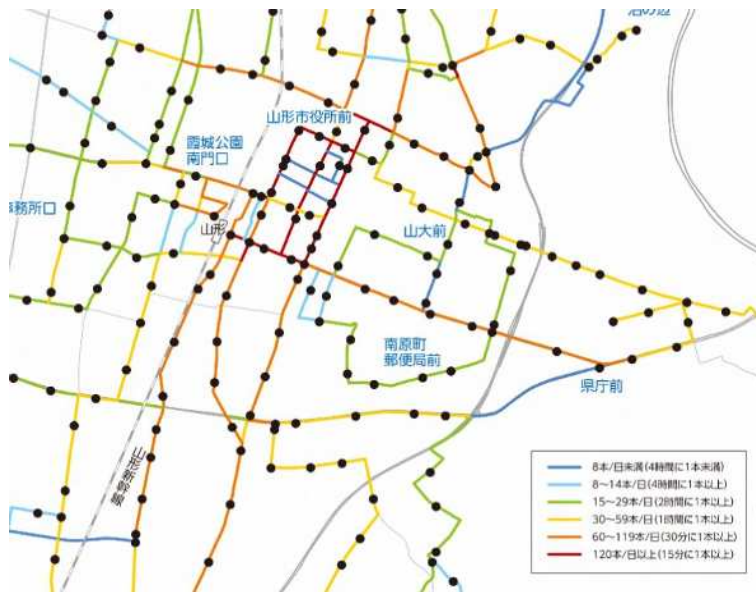 山形市役所前
霞城公園
南門口
務所口
山形
山大前
南原町
郵便局前
県庁前
8本/日未満(4時間に1本未満)
8～14本/日(4時間に1本以上)
15～29本/日(2時間に1本以上)
30～59本/日(1時間に1本以上)
60～119本/日(30分に1本以上)
120本/日以上(15分に1本以上)